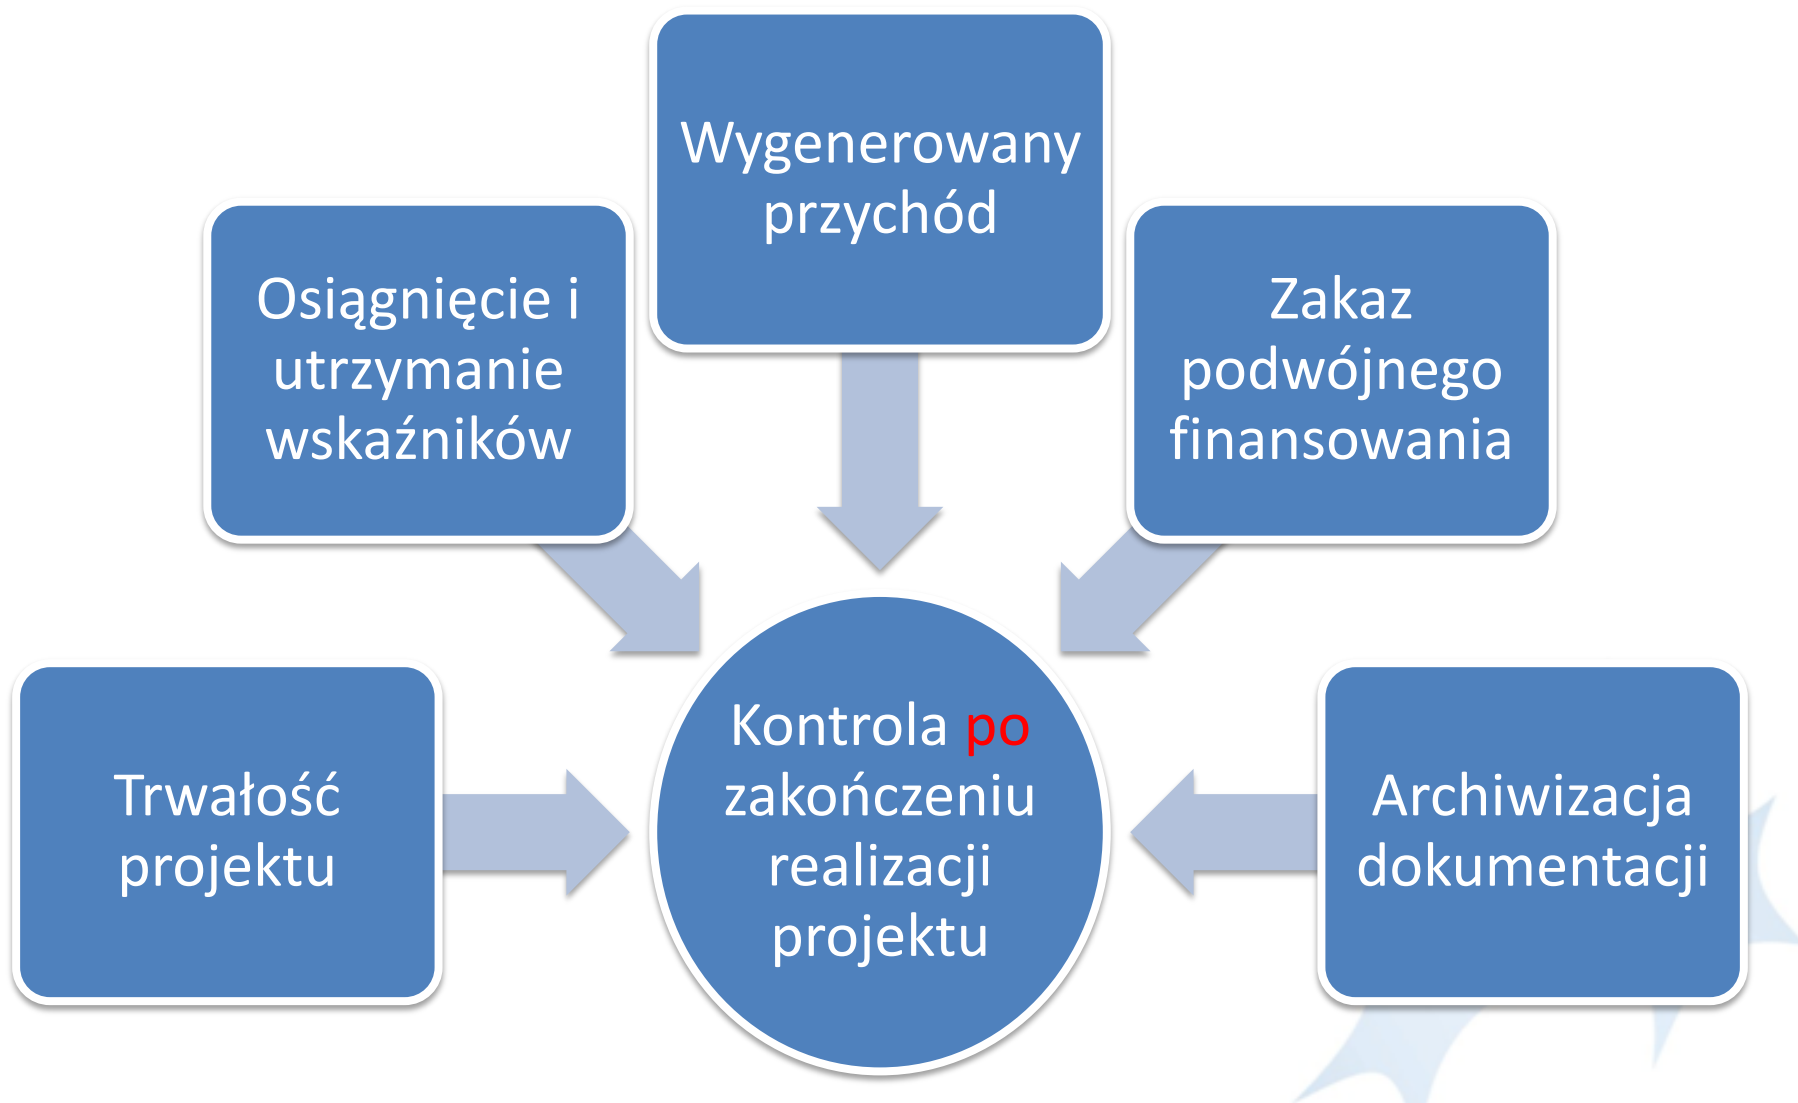 Wygenerowany
przychód
Osiągnięcie i
utrzymanie
wskaźników
Zakaz
podwójnego
finansowania
Trwałość
projektu
Kontrola po
zakończeniu
realizacji
projektu
Archiwizacja
dokumentacji